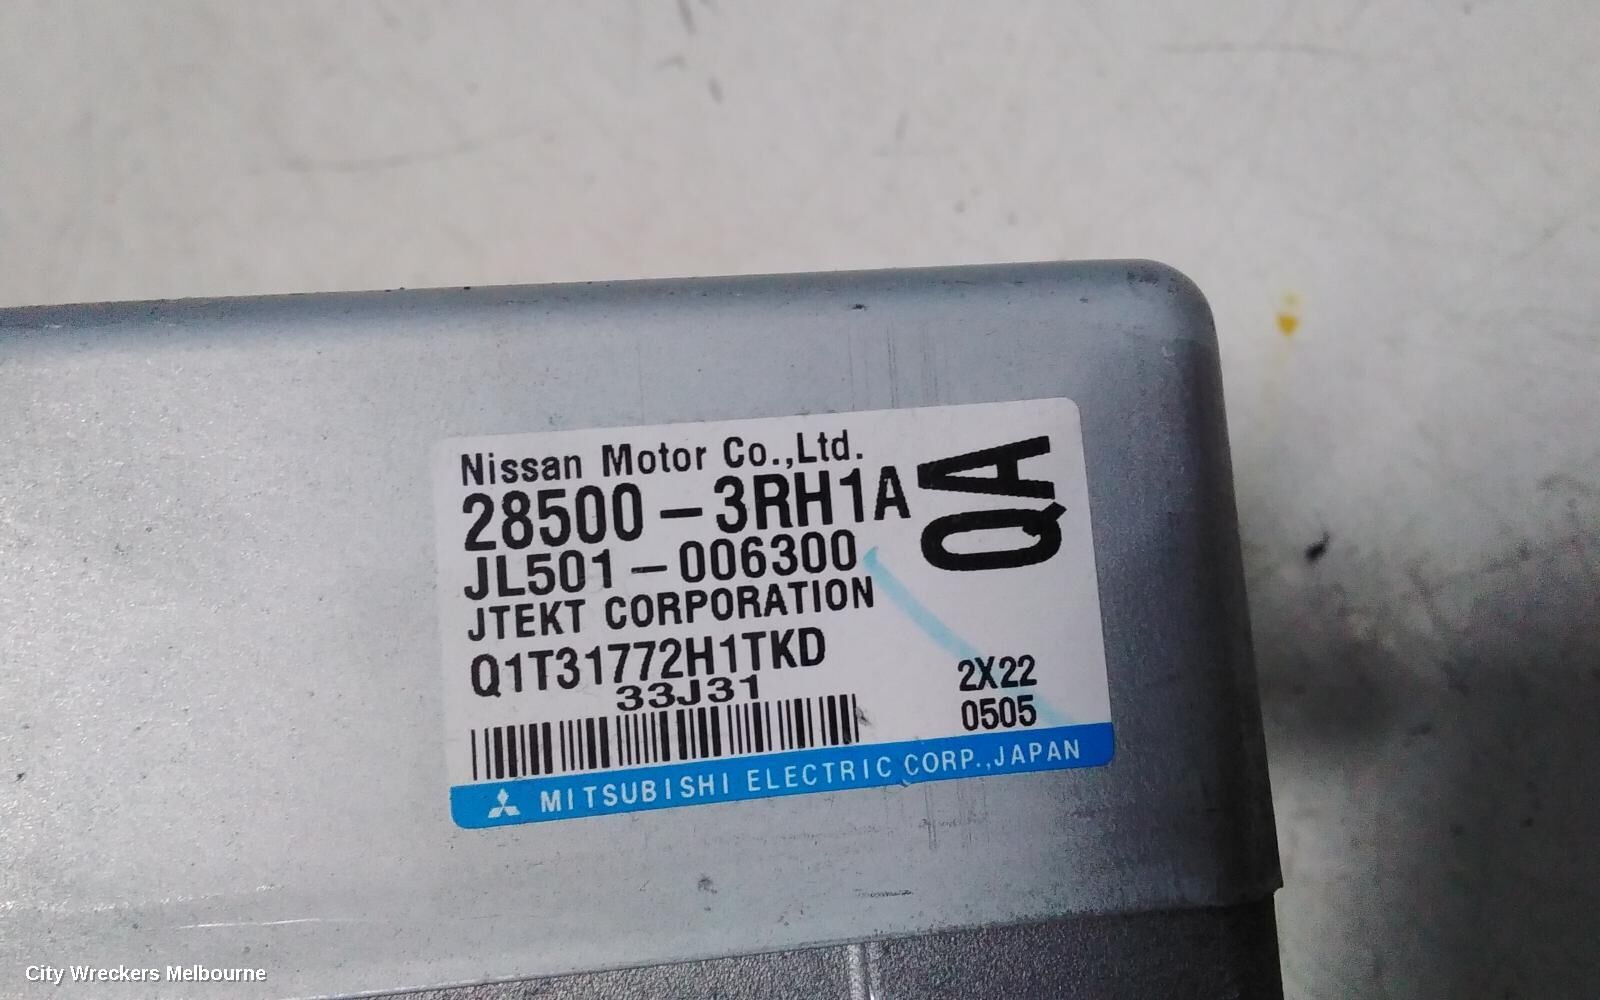 Nissan Motor Co.,Ltd.
28500-3RH1A
QA
JL501-006300
JTEKT CORPORATION
Q1T31772H1TKD
33J31
2X22
0505
MITSUBISHI ELECTRIC CORP.,JAPAN
City Wreckers Melbourne